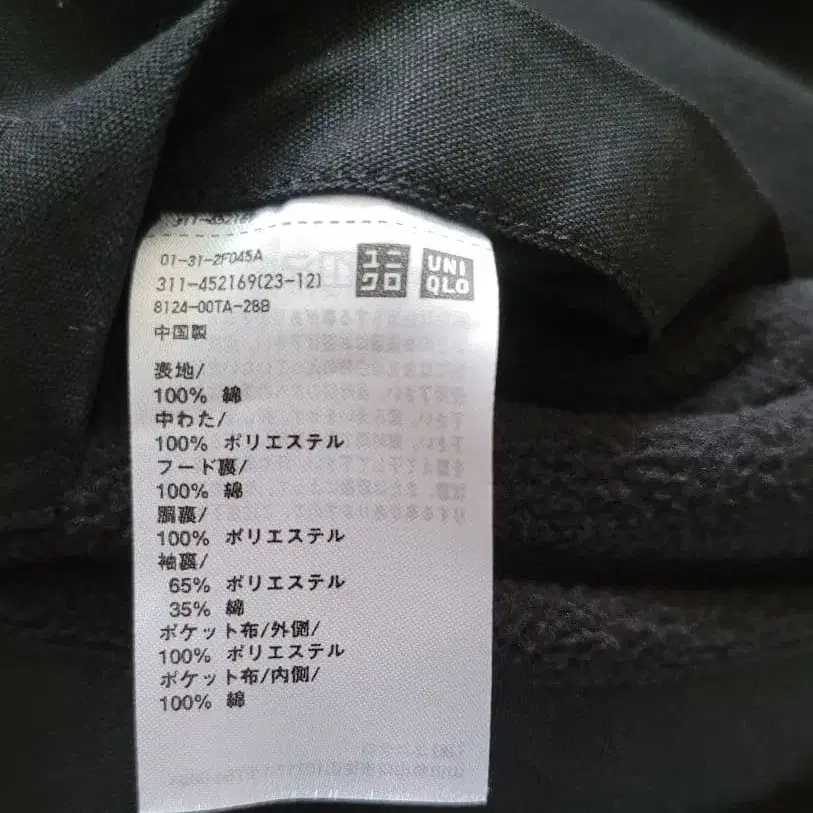 311-45216
01-31-2F045A
311-452169(23-12)
8124-00TA-28B
中国製
ユニクロ
UNIQLO
表地/
100% 綿
中わた/
100% ポリエステル
フード裏/
100% 綿
胴裏/
100% ポリエステル
袖裏/
65% ポリエステル
35% 綿
ポケット布/外側/
100% ポリエステル
ポケット布/内側/
100% 綿